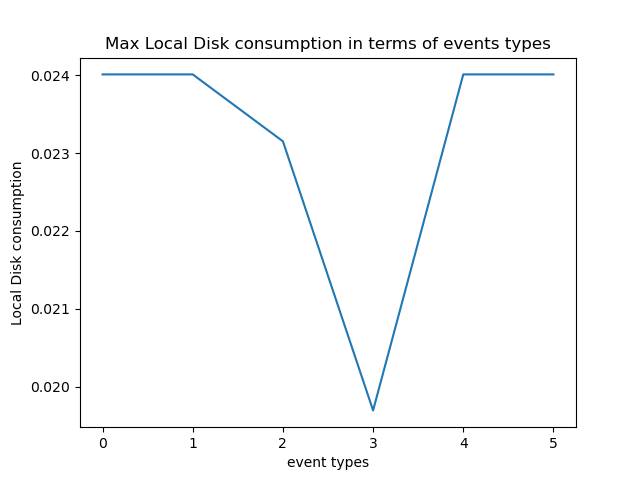 Max Local Disk consumption in terms of events types
Local Disk consumption
0.024
0.023
0.022
0.021
0.020
0 1 2 3 4 5
event types